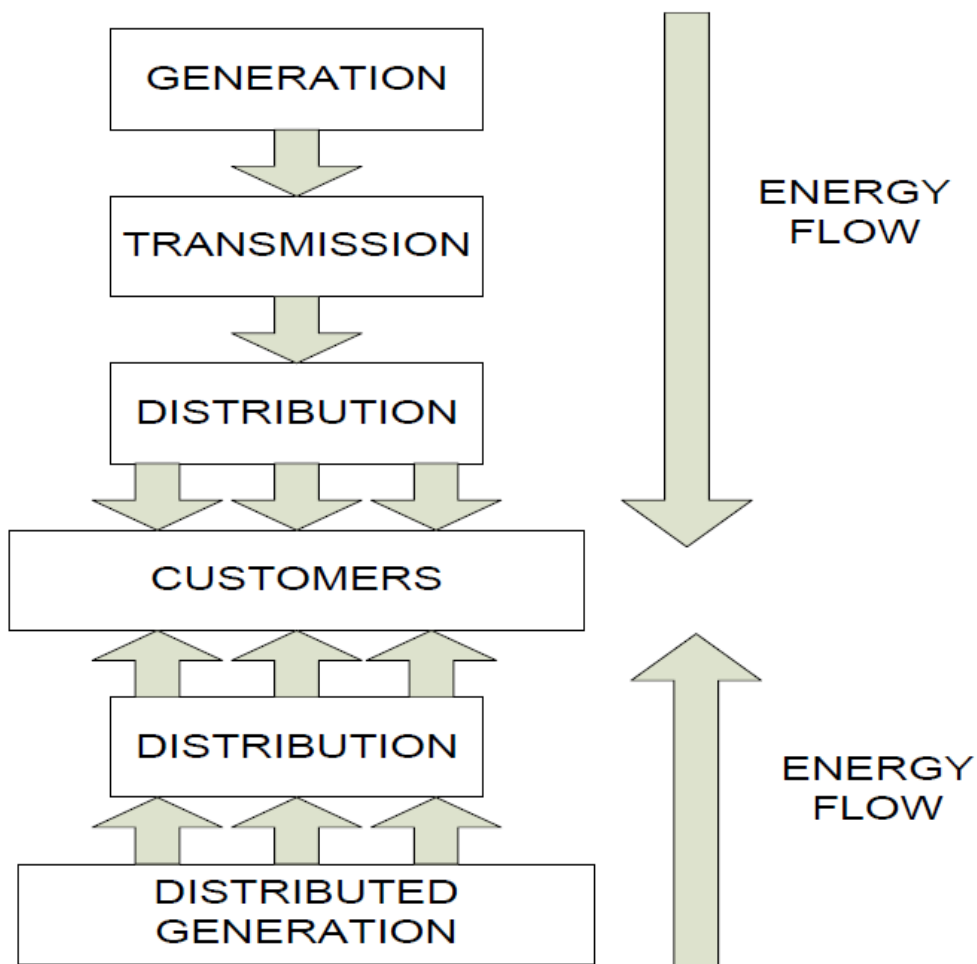 GENERATION
TRANSMISSION
ENERGY
FLOW
DISTRIBUTION
CUSTOMERS
DISTRIBUTION
ENERGY
FLOW
DISTRIBUTED
GENERATION